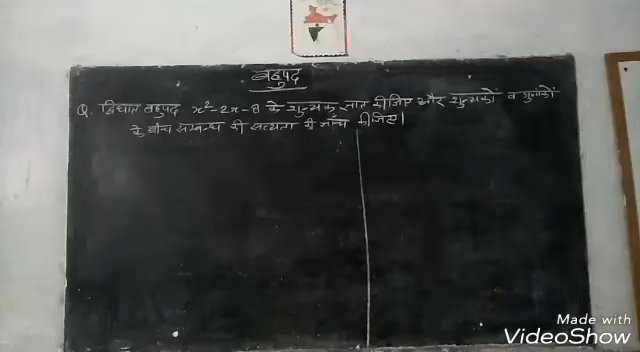 बहुपद
Q. द्विघात बहुपद x²-2x-8 के शुन्यक ज्ञात कीजिए और शुन्यकों व गुणाकों
के बीच सम्बन्ध की सत्यता की जाँच कीजिए।
Made with
VideoShow